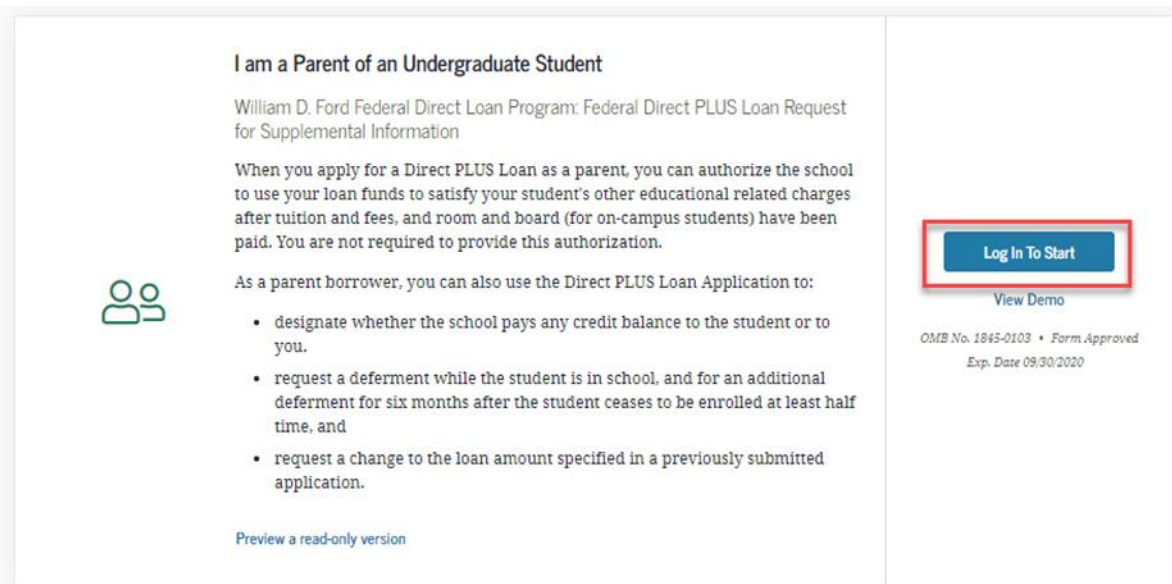 I am a Parent of an Undergraduate Student
William D. Ford Federal Direct Loan Program: Federal Direct PLUS Loan Request
for Supplemental Information
When you apply for a Direct PLUS Loan as a parent, you can authorize the school
to use your loan funds to satisfy your student's other educational related charges
after tuition and fees, and room and board (for on-campus students) have been
paid. You are not required to provide this authorization.
As a parent borrower, you can also use the Direct PLUS Loan Application to:
• designate whether the school pays any credit balance to the student or to
you.
• request a deferment while the student is in school, and for an additional
deferment for six months after the student ceases to be enrolled at least half
time, and
• request a change to the loan amount specified in a previously submitted
application.
Preview a read-only version
Log In To Start
View Demo
OMB No. 1845-0103 • Form Approved
Exp. Date 09/30/2020